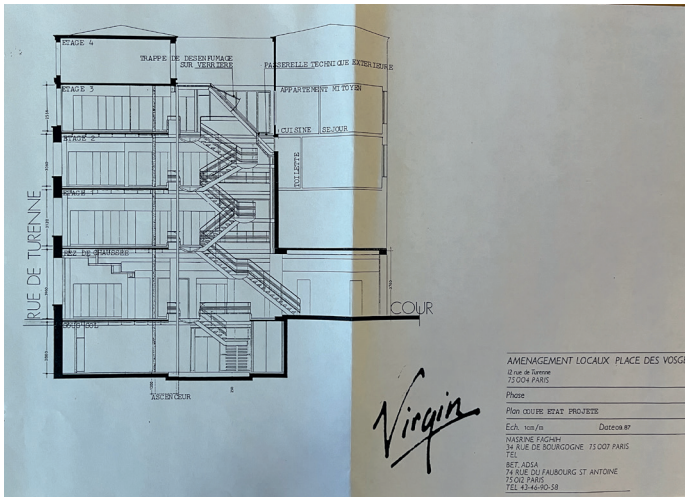 ETAGE 4
TRAPPE DE DESENFUMAGE
SUR VERRIERE
PASSERELLE TECHNIQUE EXTERIEURE
ETAGE 3
APPARTEMENT MITOYEN
CUISINE
SEJOUR
ETAGE 2
TOILETTE
ETAGE 1
RUE DE TURENNE
REZ DE CHAUSSEE
COUR
SOUS-SOL
ASCENCEUR
Virgin
AMENAGEMENT LOCAUX PLACE DES VOSGE
12 rue de Turenne
75004 PARIS
Phase
Plan COUPE ETAT PROJETE
Ech. 1cm/m Date 09.87
NASRINE FAGHIH
34 RUE DE BOURGOGNE 75007 PARIS
TEL
BET. ADSA
74 RUE DU FAUBOURG ST ANTOINE
75012 PARIS
TEL 43-46-90-58